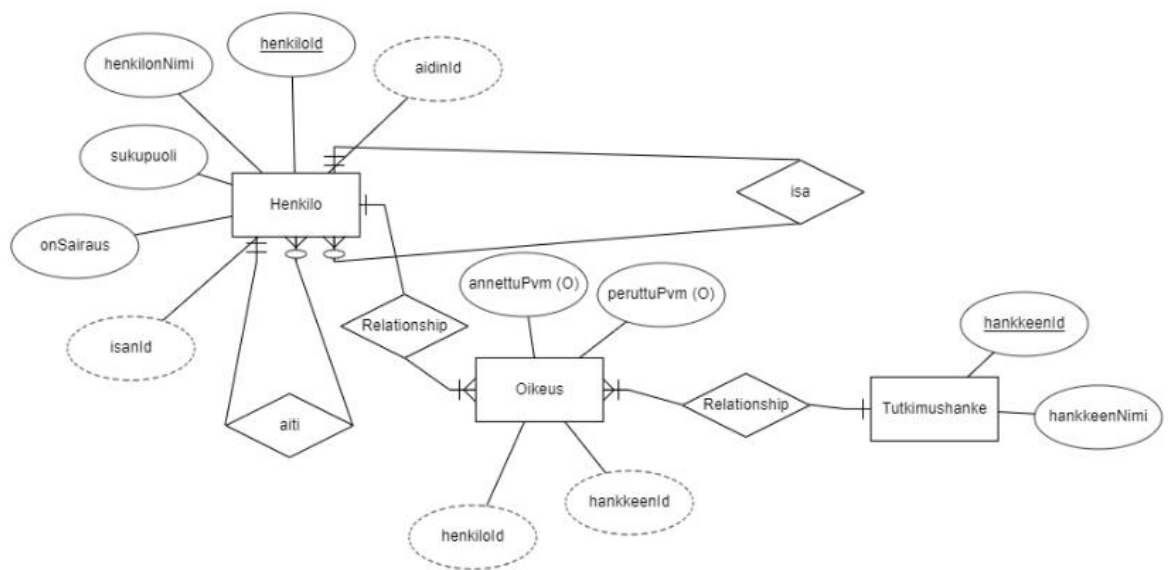 henkiloId
henkilonNimi
aidinId
sukupuoli
Henkilo
isa
onSairaus
annettuPvm (O)
peruttuPvm (O)
isanId
Relationship
hankkeenId
Oikeus
Relationship
Tutkimushanke
hankkeenNimi
aiti
hankkeenId
henkiloId